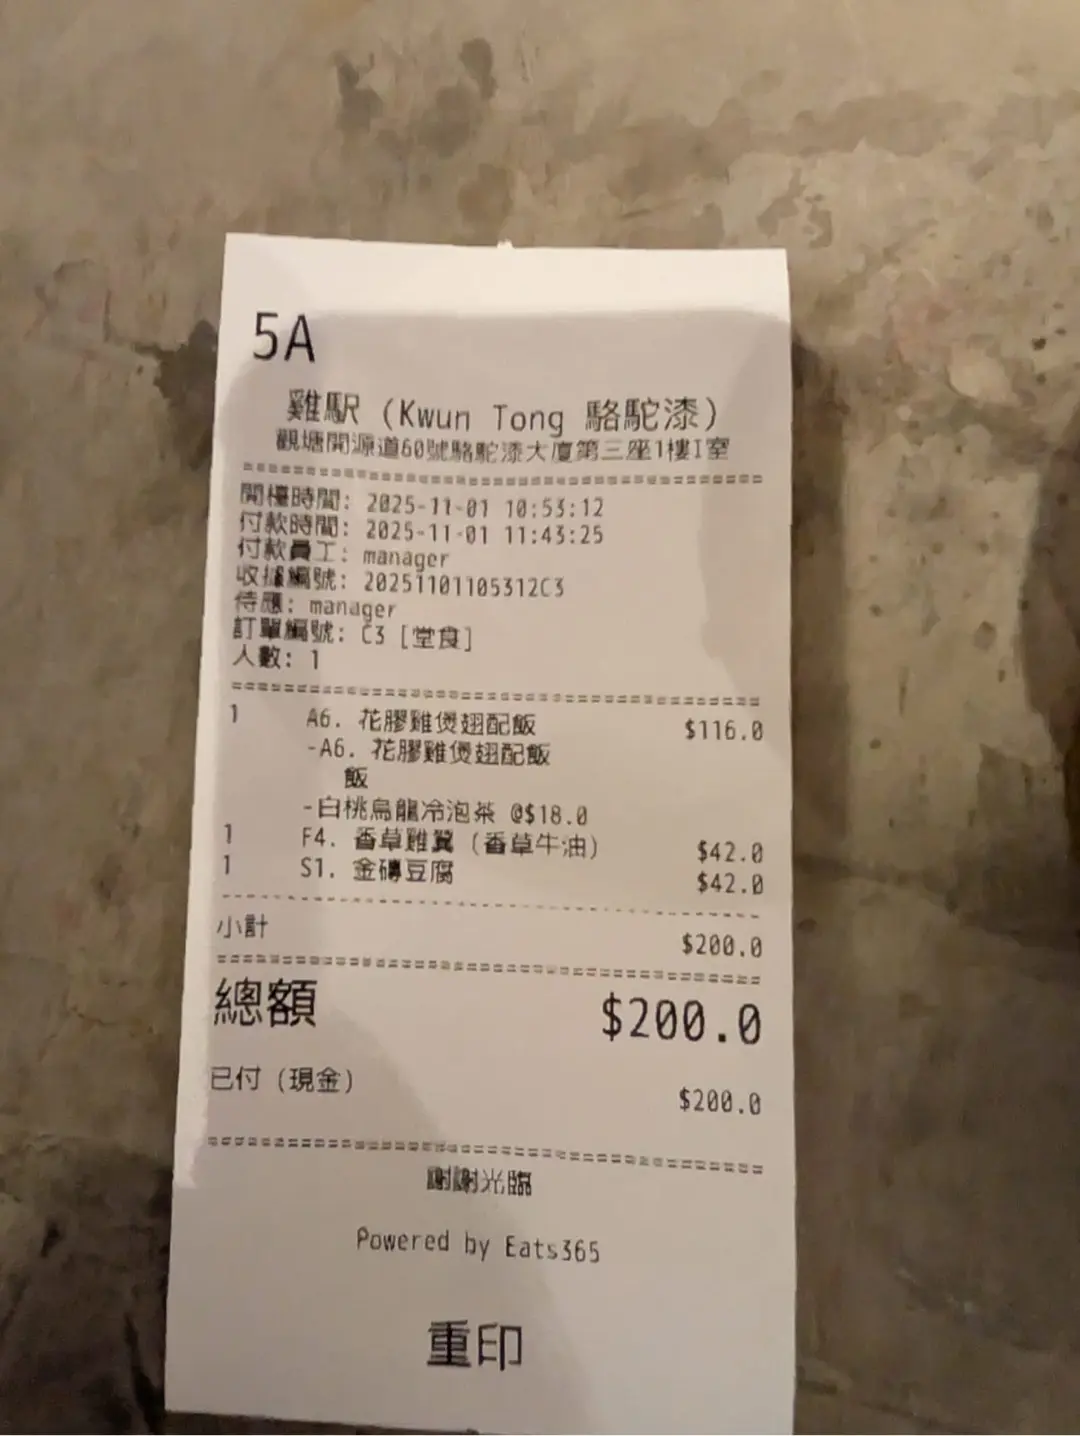 5A
雞駅 (Kwun Tong 駱駝漆)
觀塘開源道60號駱駝漆大廈第三座1樓I室
開檯時間: 2025-11-01 10:53:12
付款時間: 2025-11-01 11:43:25
付款員工: manager
收據編號: 20251101105312C3
侍應: manager
訂單編號: C3 [堂食]
人數: 1
1 A6. 花膠雞煲翅配飯 $116.0
-A6. 花膠雞煲翅配飯
飯
-白桃烏龍冷泡茶 @$18.0
1 F4. 香草雞翼 (香草牛油) $42.0
1 S1. 金磚豆腐 $42.0
小計 $200.0
總額 $200.0
已付 (現金) $200.0
謝謝光臨
Powered by Eats365
重印